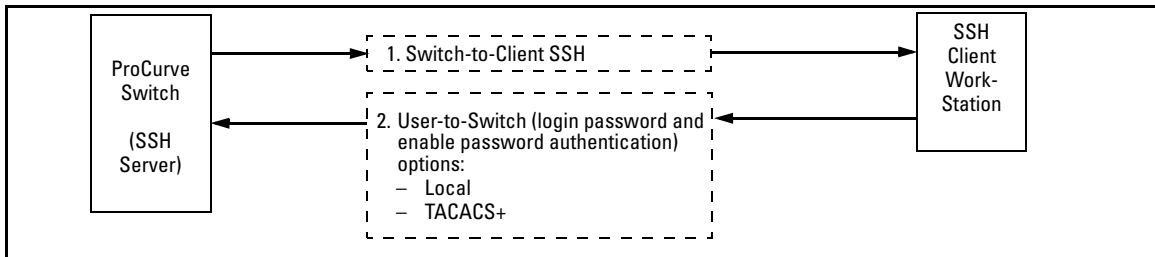 ProCurve
Switch
(SSH
Server)
1. Switch-to-Client SSH
2. User-to-Switch (login password and
enable password authentication)
options:
– Local
– TACACS+
SSH
Client
Work-
Station